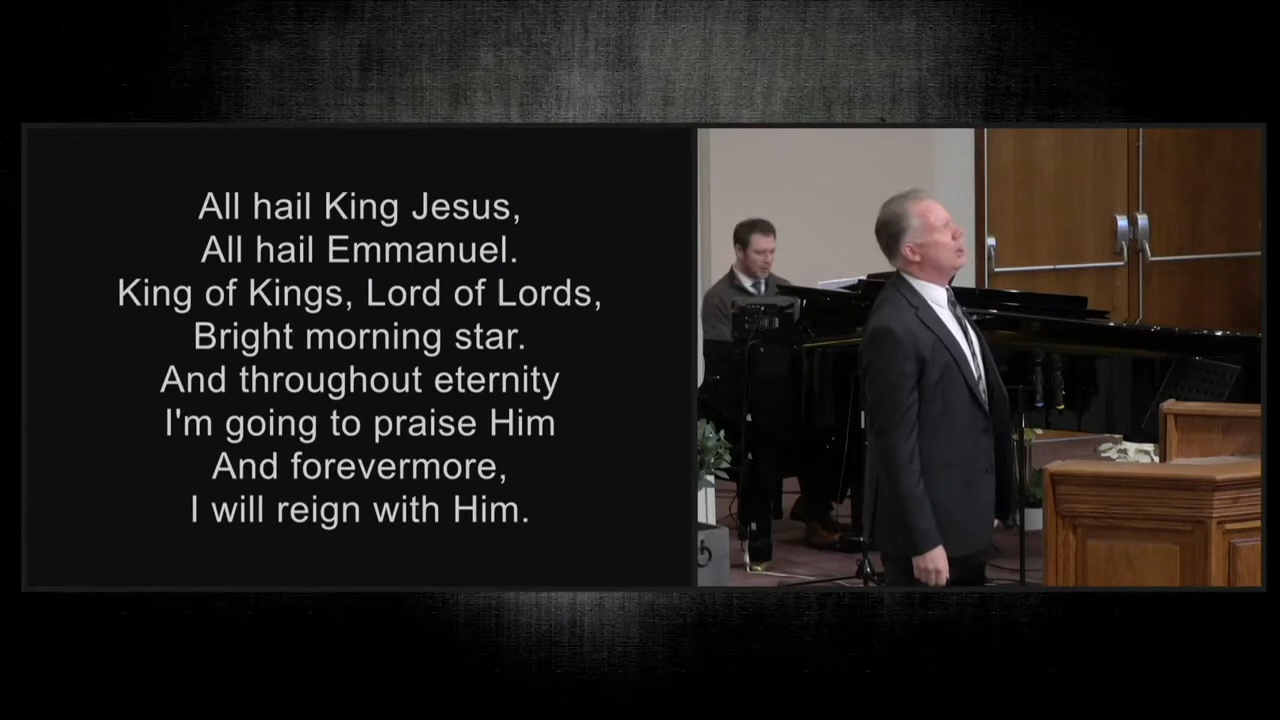 All hail King Jesus,
All hail Emmanuel.
King of Kings, Lord of Lords,
Bright morning star.
And throughout eternity
I'm going to praise Him
And forevermore,
I will reign with Him.